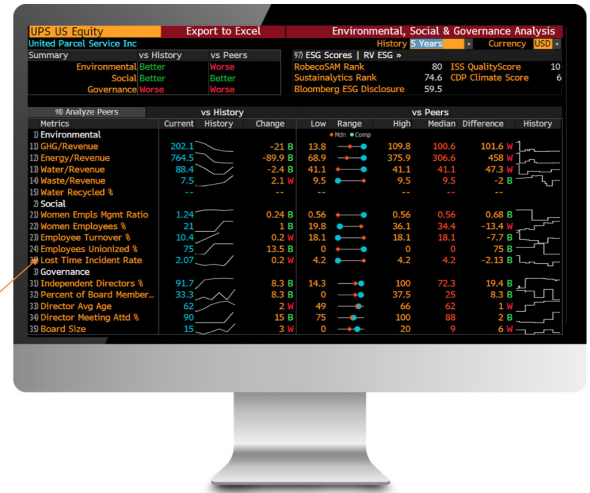 UPS US Equity Export to Excel Environmental, Social & Governance Analysis
United Parcel Service Inc History 5 Years Currency USD
Summary vs History vs Peers 97) ESG Scores | RV ESG »
Environmental Better Worse RobecoSAM Rank 80 ISS QualityScore 10
Social Better Better Sustainalytics Rank 74.6 CDP Climate Score 6
Governance Worse Worse Bloomberg ESG Disclosure 59.5
98) Analyze Peers vs History vs Peers
Metrics Current History Change Low Range High Median Difference History
1) Environmental Mdn Comp
11) GHG/Revenue 202.1 -21 B 13.8 109.8 100.6 101.6 W
12) Energy/Revenue 764.5 -89.9 B 68.9 375.9 306.6 458 W
13) Water/Revenue 88.4 -2.4 B 41.1 41.1 41.1 47.3 W
14) Waste/Revenue 7.5 2.1 W 9.5 9.5 9.5 -2 B
15) Water Recycled % -- -- -- -- -- --
2) Social
21) Women Empls Mgmt Ratio 1.24 0.24 B 0.56 0.56 0.56 0.68 B
22) Women Employees % 21 1 B 19.8 36.1 34.4 -13.4 W
23) Employee Turnover % 10.4 0.2 W 18.1 18.1 18.1 -7.7 B
24) Employees Unionized % 75 13.5 B 0 0 0 75 B
Lost Time Incident Rate 2.07 0.2 W 4.2 4.2 4.2 -2.13 B
3) Governance
31) Independent Directors % 91.7 8.3 B 14.3 100 72.3 19.4 B
32) Percent of Board Member... 33.3 8.3 B 0 37.5 25 8.3 B
33) Director Avg Age 62 2 W 49 66 62 1 W
34) Director Meeting Attd % 90 15 B 75 100 88 2 B
35) Board Size 15 3 W 0 20 9 6 W